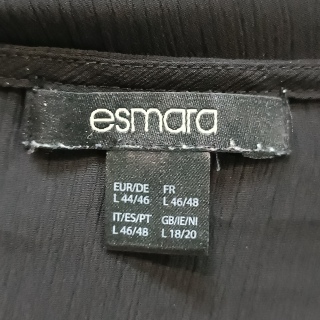 esmara
EUR/DE FR
L 44/46 L 46/48
IT/ES/PT GB/IE/NI
L 46/48 L 18/20